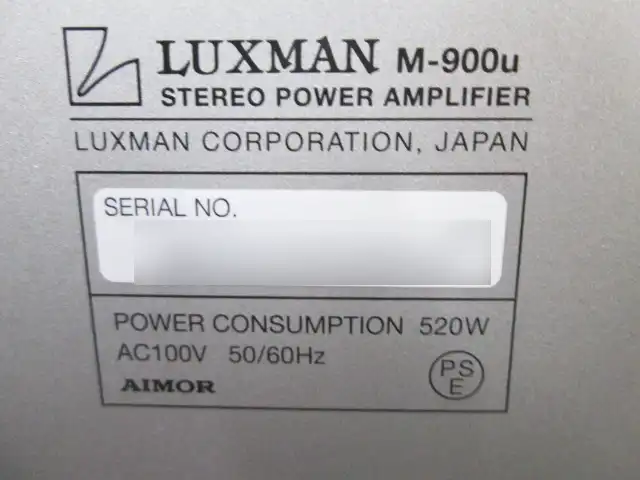 LUXMAN M-900u
STEREO POWER AMPLIFIER
LUXMAN CORPORATION, JAPAN
SERIAL NO.
POWER CONSUMPTION 520W
AC100V 50/60Hz
AIMOR
PS
E